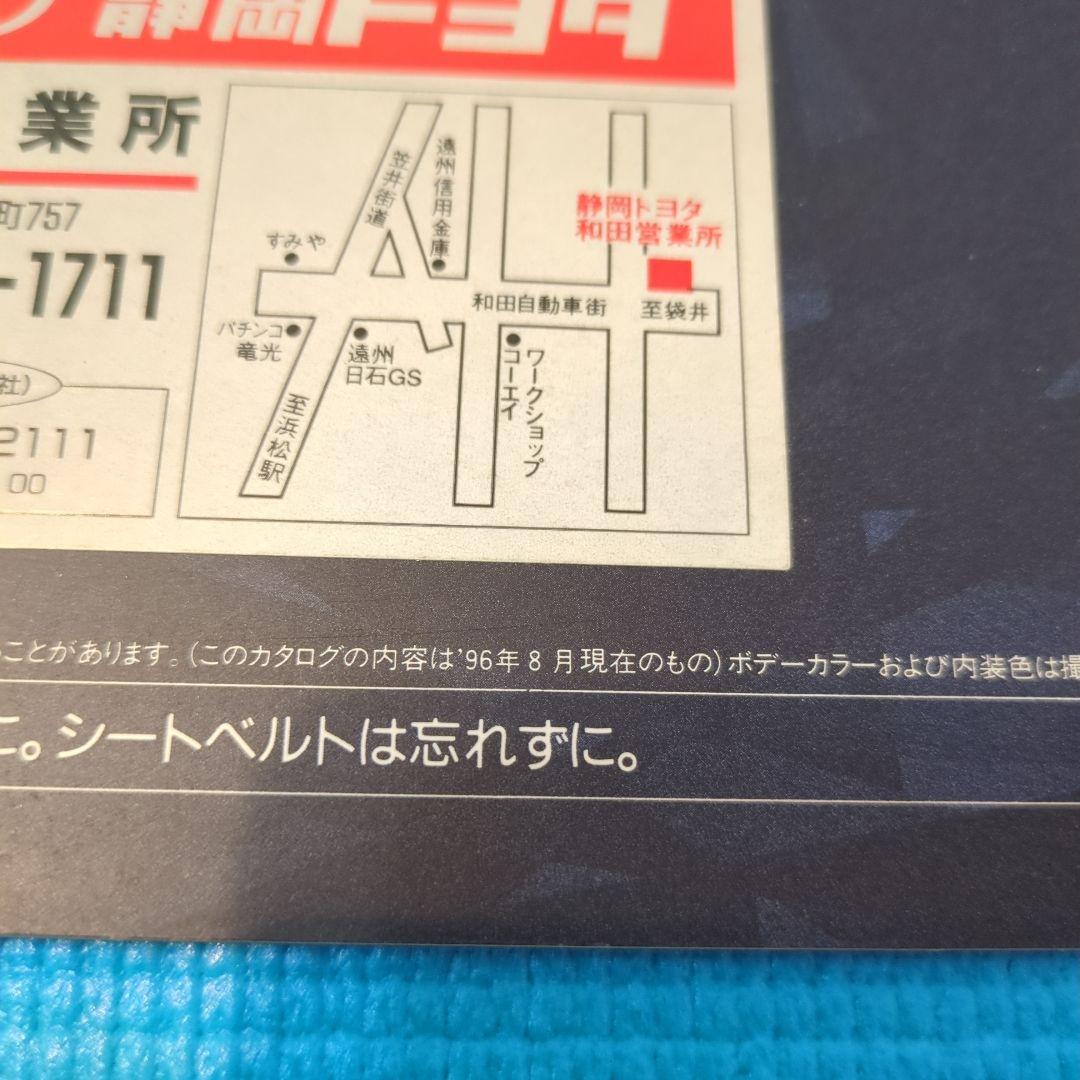 静岡トヨタ
業所
町757
-1711
社)
2111
00
笠井街道
遠州信用金庫
すみや
静岡トヨタ
和田営業所
和田自動車街
至袋井
パチンコ
竜光
遠州
日石GS
ワークショップ
コーエイ
至浜松駅
ことがあります。(このカタログの内容は'96年8月現在のもの)ボデーカラーおよび内装色は撮
に。シートベルトは忘れずに。